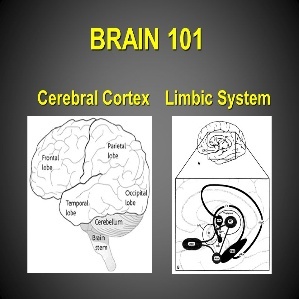 BRAIN 101
Cerebral Cortex
Limbic System
Frontal
lobe
Parietal
lobe
Temporal
lobe
Occipital
lobe
Cerebellum
Brain
stem